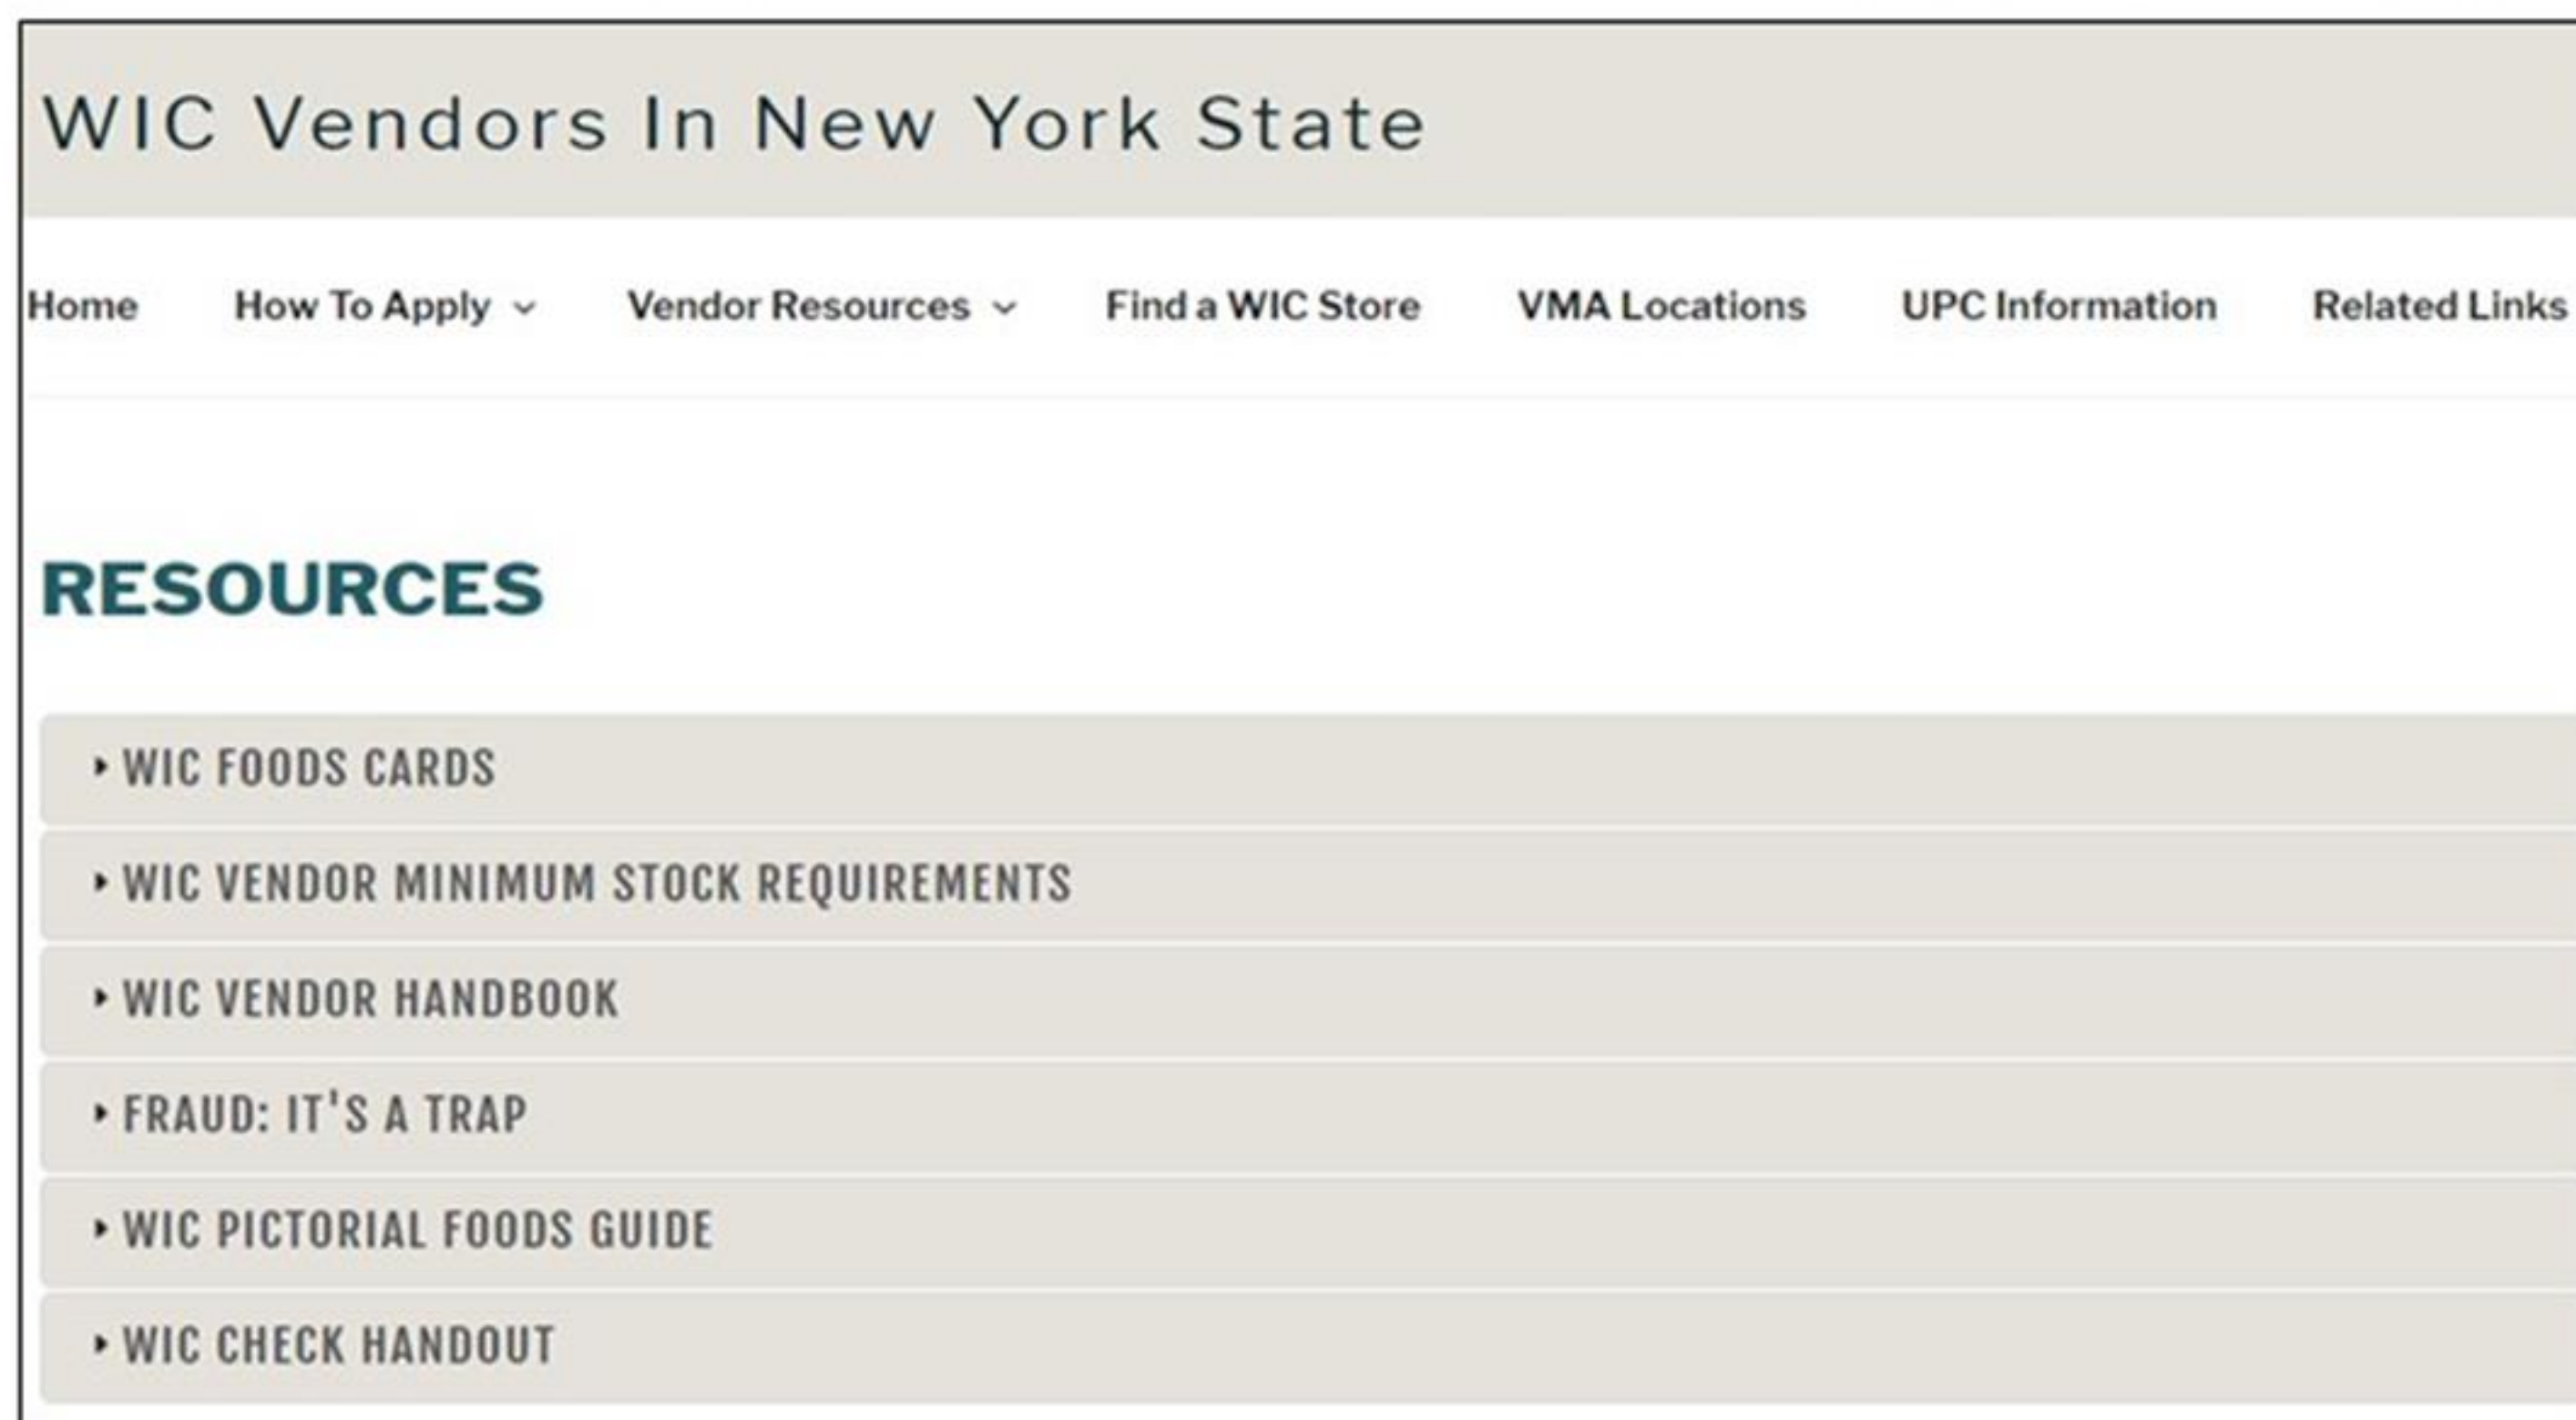 WIC Vendors In New York State
Home How To Apply Vendor Resources Find a WIC Store VMA Locations UPC Information Related Links
RESOURCES
WIC FOODS CARDS
WIC VENDOR MINIMUM STOCK REQUIREMENTS
WIC VENDOR HANDBOOK
FRAUD: IT'S A TRAP
WIC PICTORIAL FOODS GUIDE
WIC CHECK HANDOUT